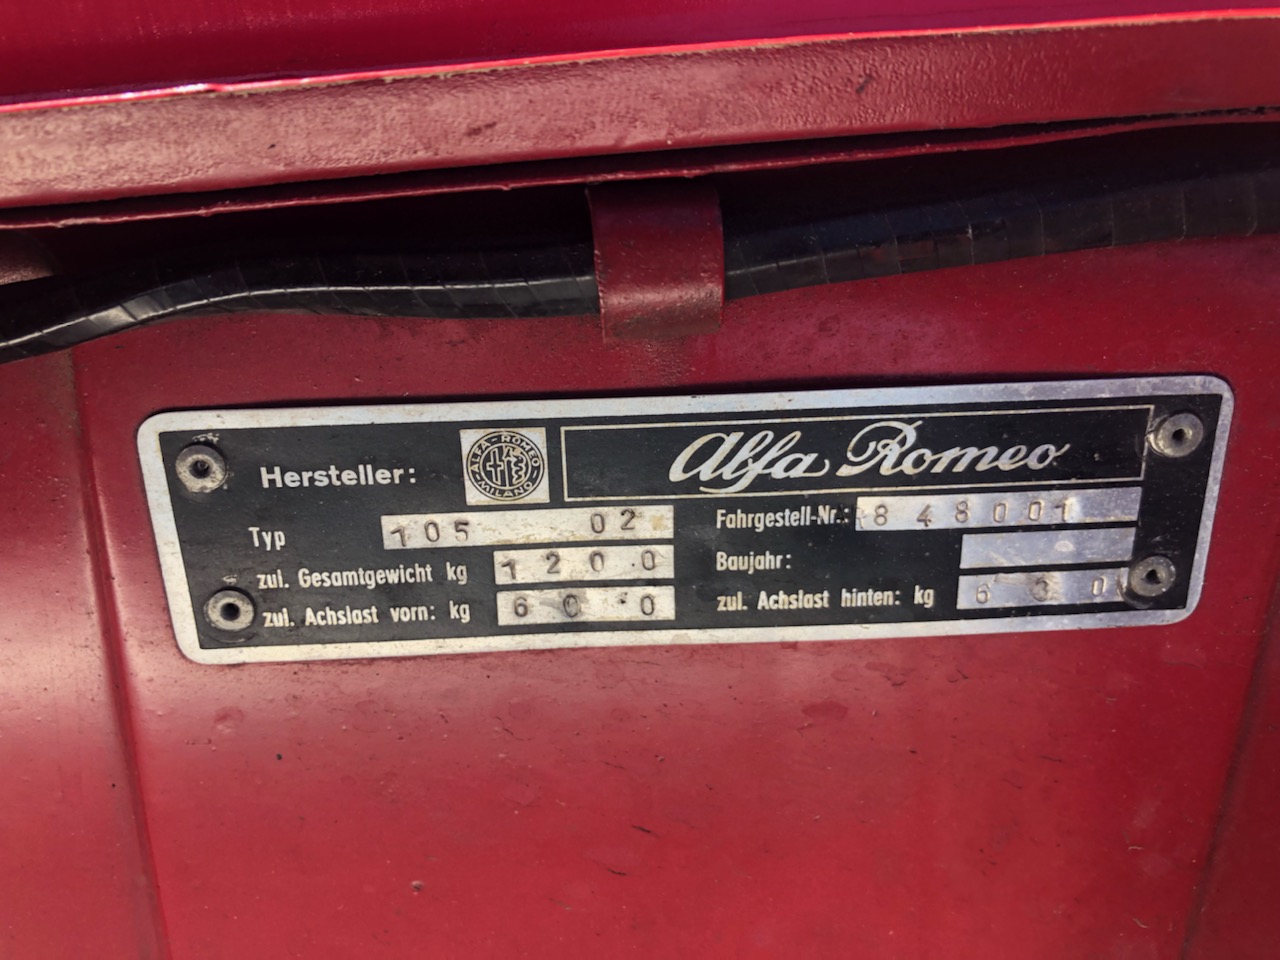 Hersteller: ALFA-ROMEO MILANO Alfa Romeo
Typ 105 02 Fahrgestell-Nr.: 848001
zul. Gesamtgewicht kg 1200 Baujahr:
zul. Achslast vorn: kg 600 zul. Achslast hinten: kg 600